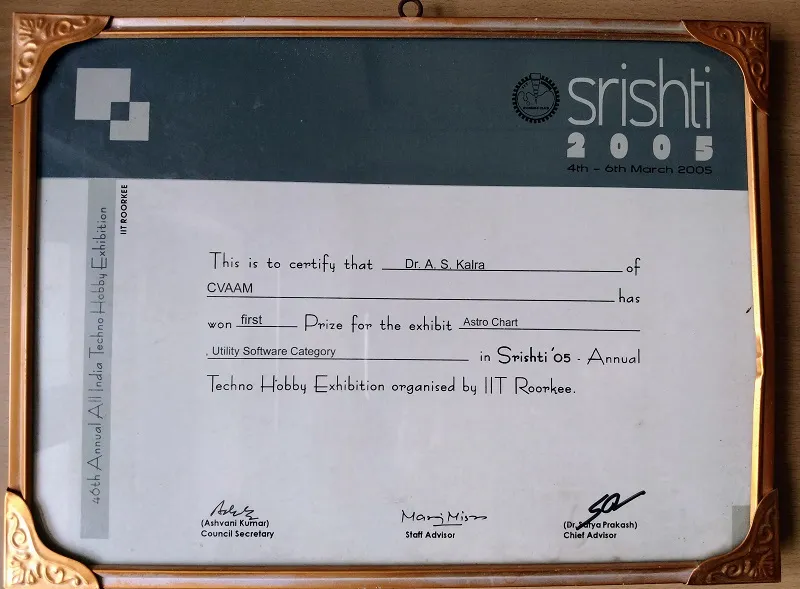 srishti
2005
4th - 6th March 2005
IIT ROORKEE
46th Annual All India Techno Hobby Exhibition
This is to certify that Dr. A. S. Kalra of
CVAAM has
won first Prize for the exhibit Astro Chart
, Utility Software Category in Srishti '05 - Annual
Techno Hobby Exhibition organised by IIT Roorkee.
(Ashvani Kumar)
Council Secretary
Staff Advisor
(Dr. Surya Prakash)
Chief Advisor